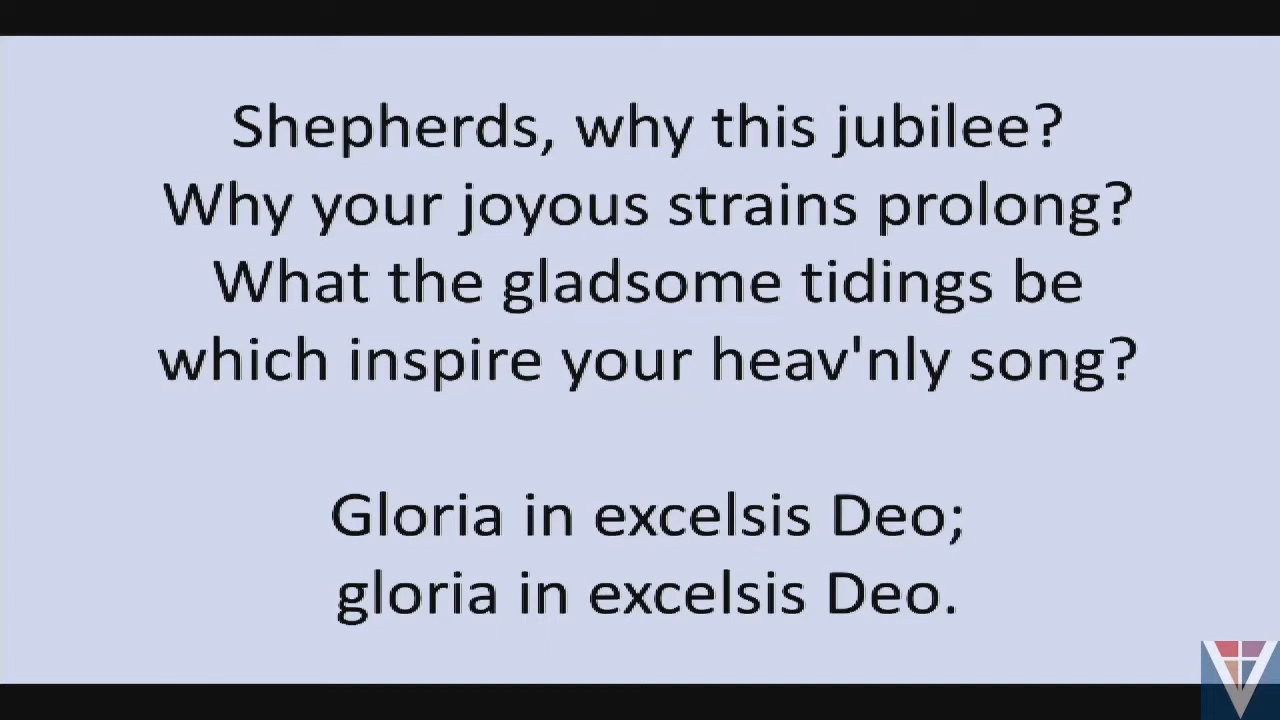 Shepherds, why this jubilee?
Why your joyous strains prolong?
What the gladsome tidings be
which inspire your heav'nly song?
Gloria in excelsis Deo;
gloria in excelsis Deo.